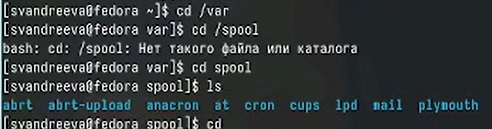 [svandreeva@fedora ~]$ cd /var
[svandreeva@fedora var]$ cd /spool
bash: cd: /spool: Нет такого файла или каталога
[svandreeva@fedora var]$ cd spool
[svandreeva@fedora spool]$ ls
abrt abrt-upload anacron at cron cups lpd mail plymouth
[svandreeva@fedora spool]$ cd